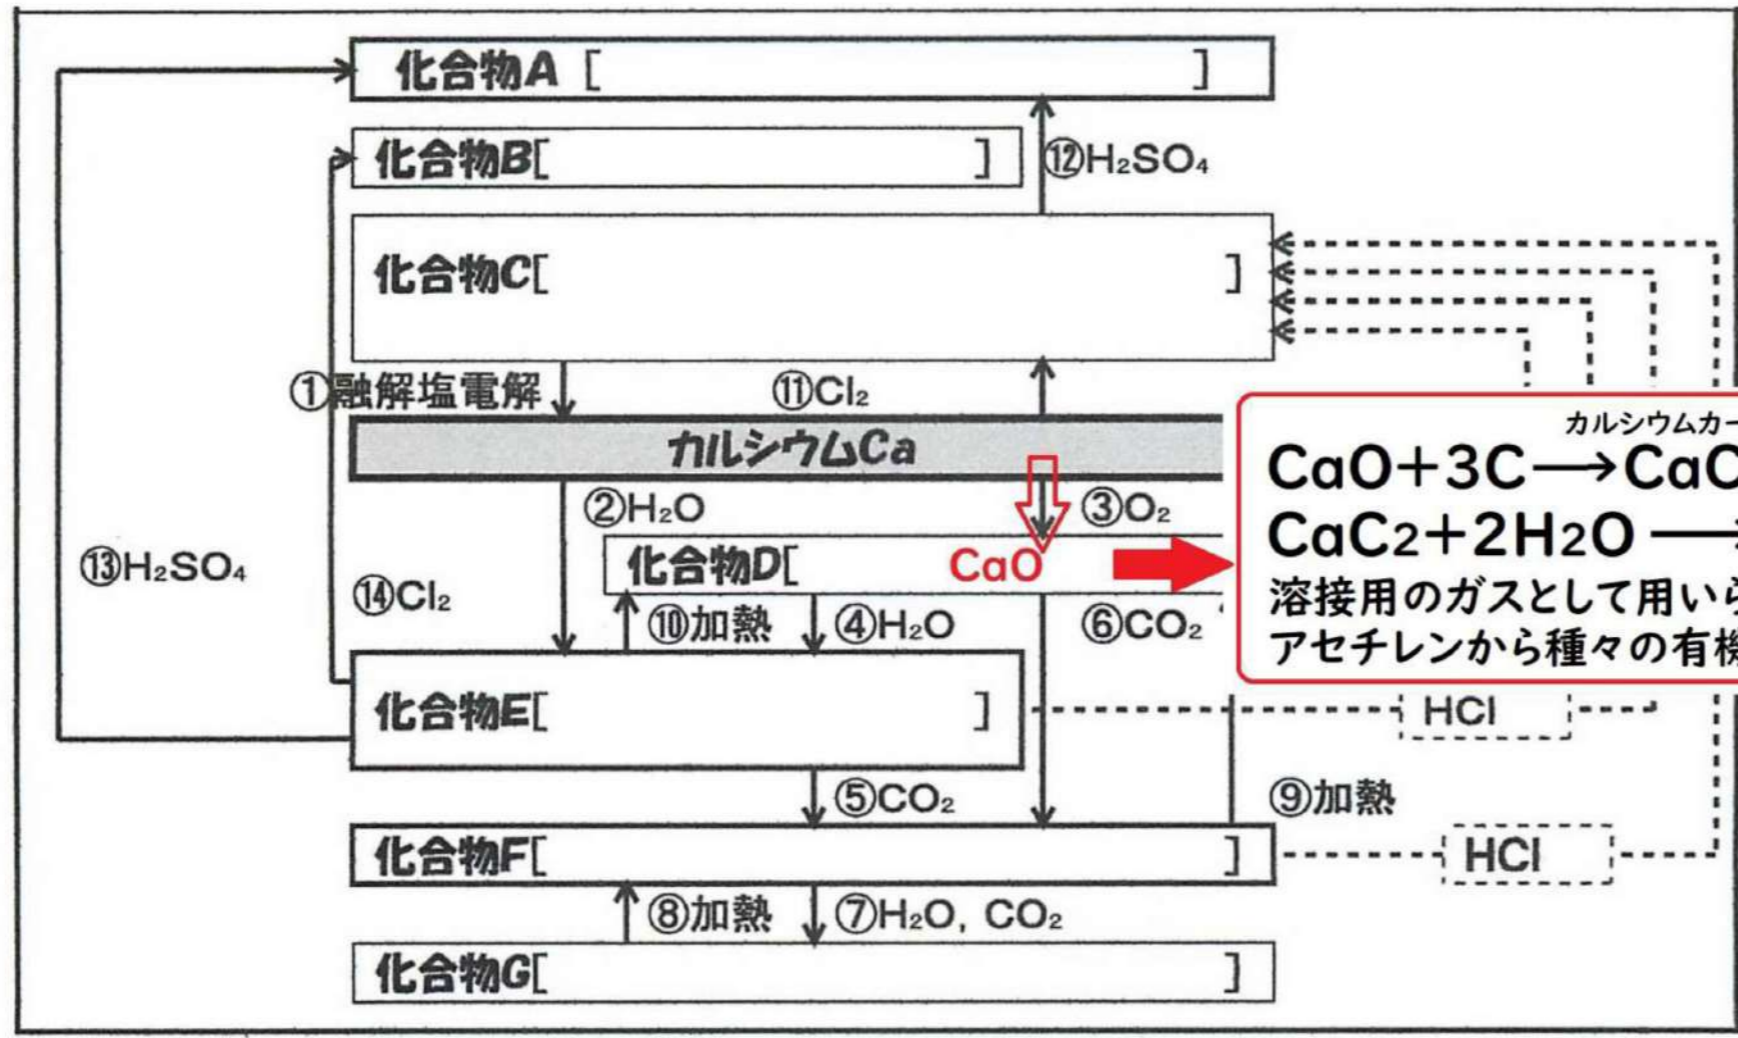 化合物A [ ]
化合物B[ ]
⑫H₂SO₄
化合物C[ ]
①融解塩電解
⑪Cl₂
カルシウムCa
②H₂O
③O₂
化合物D[ CaO
⑬H₂SO₄
⑭Cl₂
⑩加熱
④H₂O
⑥CO₂
カルシウムカー
CaO+3C→CaC
CaC₂+2H₂O→
溶接用のガスとして用いら
アセチレンから種々の有機
化合物E[ ]
HCl
⑤CO₂
⑨加熱
化合物F[ ]
HCl
⑧加熱
⑦H₂O, CO₂
化合物G[ ]